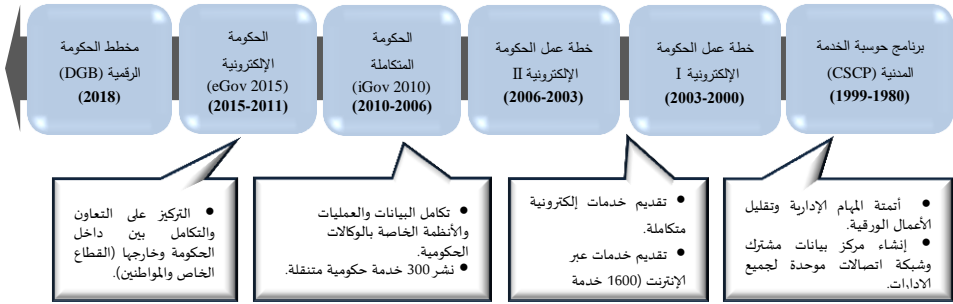 برنامج حوسبة الخدمة
المدنية (CSCP)
(1999-1980)
خطة عمل الحكومة
الإلكترونية I
(2003-2000)
خطة عمل الحكومة
الإلكترونية II
(2006-2003)
الحكومة
المتكاملة
(iGov 2010)
(2010-2006)
الحكومة
الإلكترونية
(eGov 2015)
(2015-2011)
مخطط الحكومة
الرقمية (DGB)
(2018)
• أتمتة المهام الإدارية وتقليل
الأعمال الورقية.
• إنشاء مركز بيانات مشترك
وشبكة اتصالات موحدة لجميع
الادارات.
• تقديم خدمات إلكترونية
متكاملة.
• تقديم خدمات عبر
الإنترنت (1600 خدمة
• تكامل البيانات والعمليات
والأنظمة الخاصة بالوكالات
الحكومية.
• نشر 300 خدمة حكومية متنقلة.
• التركيز على التعاون
والتكامل بين داخل
الحكومة وخارجها (القطاع
الخاص والمواطنين).